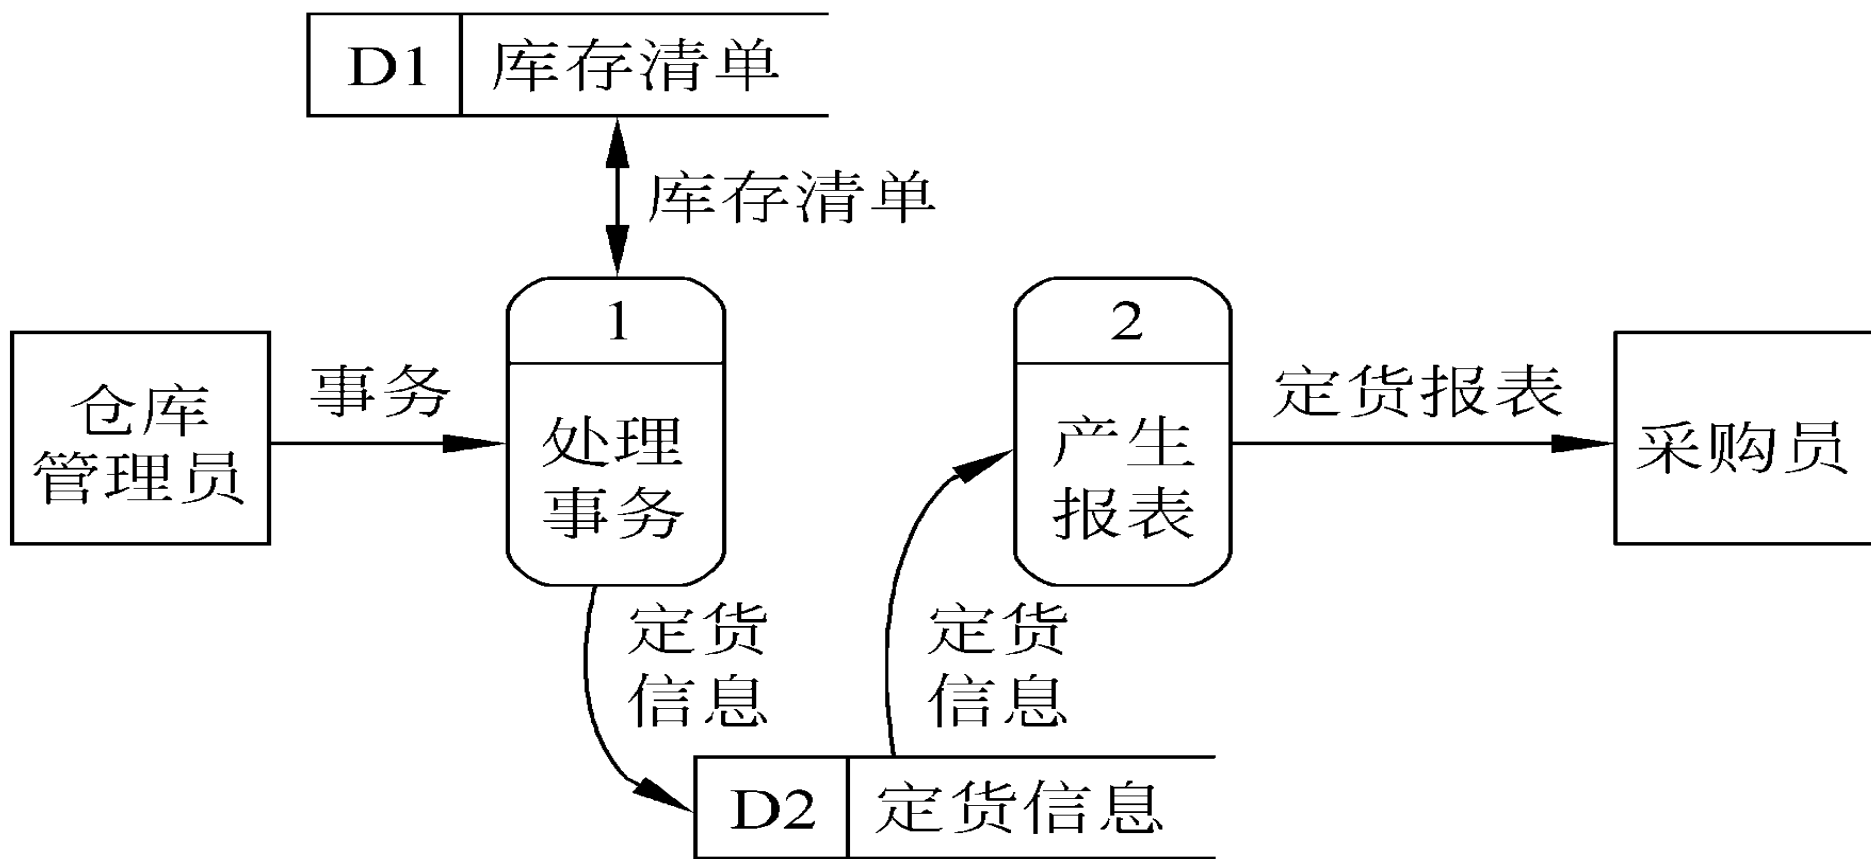 D1 库存清单
库存清单
1
2
仓库
管理员
事务
处理
事务
产生
报表
定货报表
采购员
定货
信息
定货
信息
D2 定货信息